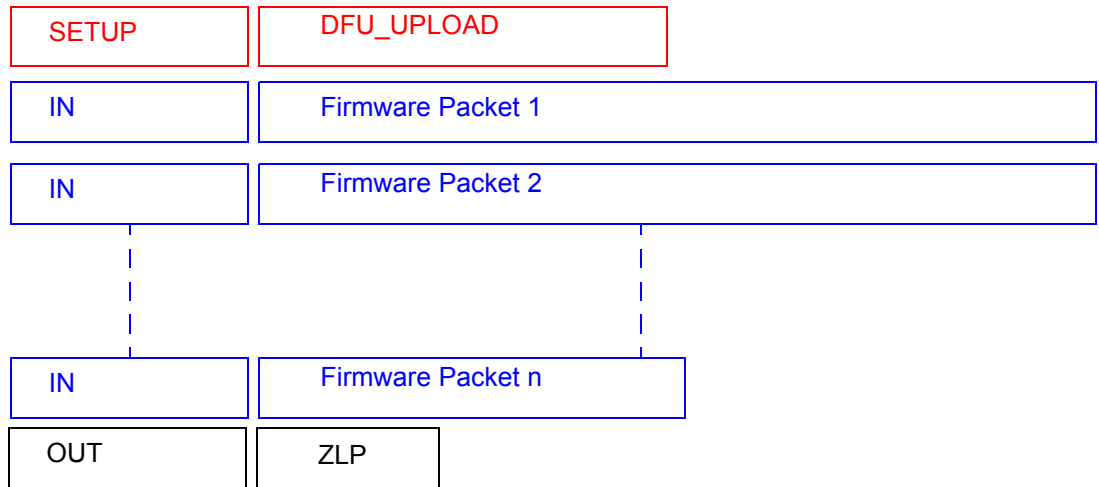 SETUP DFU_UPLOAD
IN Firmware Packet 1
IN Firmware Packet 2
IN Firmware Packet n
OUT ZLP